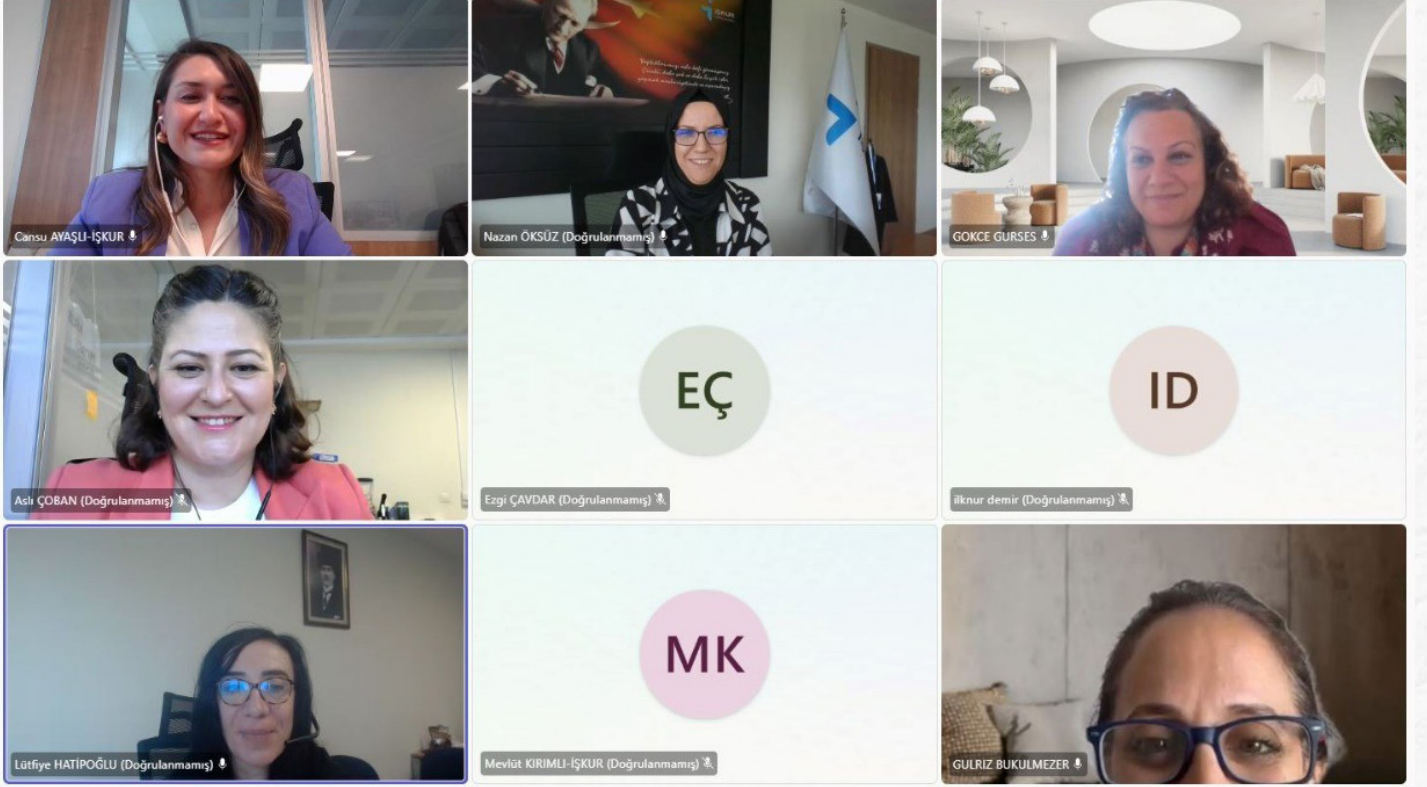 İŞKUR
Cansu AYAŞLI-İŞKUR
Nazan ÖKSÜZ (Doğrulanmamış)
GOKCE GURSES
Aslı ÇOBAN (Doğrulanmamış)
EÇ
Ezgi ÇAVDAR (Doğrulanmamış)
ID
ilknur demir (Doğrulanmamış)
Lütfiye HATİPOĞLU (Doğrulanmamış)
MK
Mevlüt KIRIMLI-İŞKUR (Doğrulanmamış)
GULRIZ BUKULMEZER